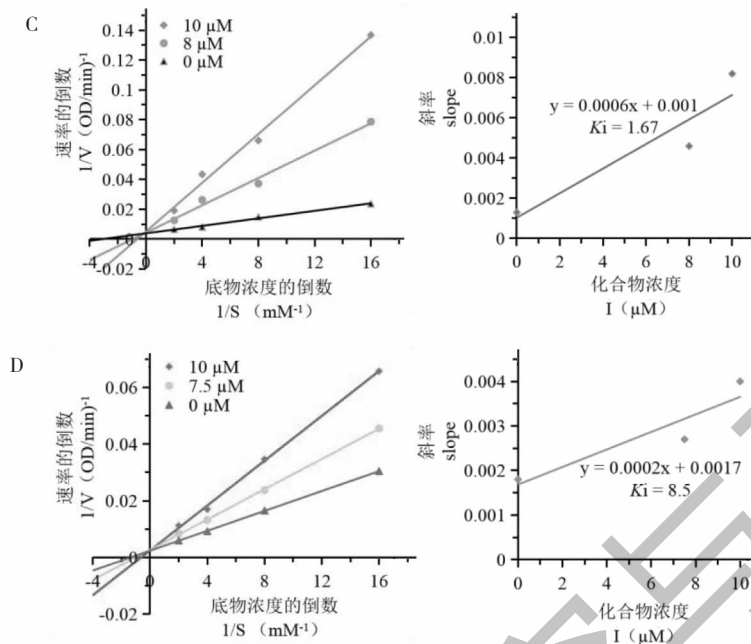 C
10 μM
8 μM
0 μM
速率的倒数
1/V（OD/min）-1
0.14
0.12
0.10
0.08
0.06
0.04
0.02
0
-0.02
-4
0
4
8
12
16
底物浓度的倒数
1/S （mM-1）
斜率
slope
0.01
0.008
0.006
0.004
0.002
0
y = 0.0006x + 0.001
Ki = 1.67
0
2
4
6
8
10
化合物浓度
I（μM）
D
10 μM
7.5 μM
0 μM
速率的倒数
1/V（OD/min）-1
0.06
0.04
0.02
0
-0.02
-4
0
4
8
12
16
底物浓度的倒数
1/S （mM-1）
斜率
slope
0.004
0.003
0.002
0.001
0
y = 0.0002x + 0.0017
Ki = 8.5
0
2
4
6
8
10
化合物浓度
I（μM）